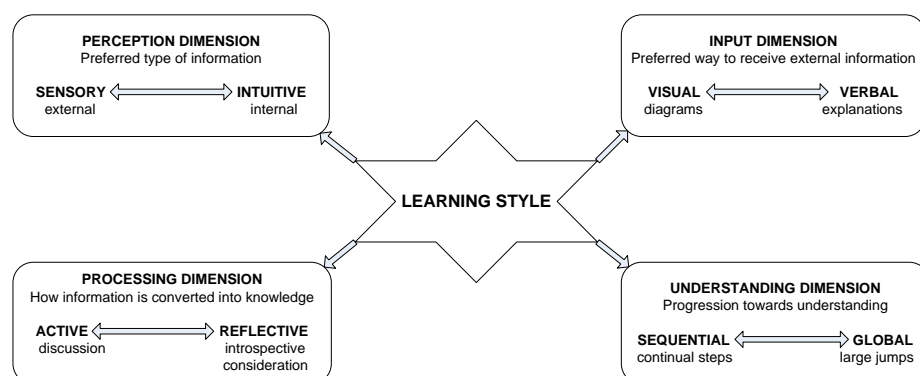 PERCEPTION DIMENSION
Preferred type of information
SENSORY INTUITIVE
external internal
INPUT DIMENSION
Preferred way to receive external information
VISUAL VERBAL
diagrams explanations
LEARNING STYLE
PROCESSING DIMENSION
How information is converted into knowledge
ACTIVE REFLECTIVE
discussion introspective
consideration
UNDERSTANDING DIMENSION
Progression towards understanding
SEQUENTIAL GLOBAL
continual steps large jumps